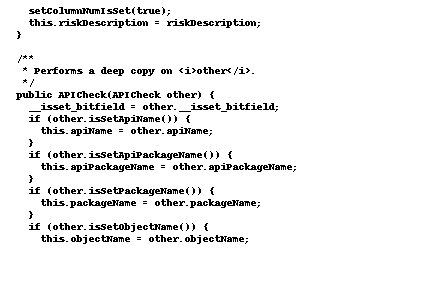 setColumnNumIsSet(true);
    this.riskDescription = riskDescription;
  }

  /**
   * Performs a deep copy on <i>other</i>.
   */
  public APICheck(APICheck other) {
    __isset_bitfield = other.__isset_bitfield;
    if (other.isSetApiName()) {
      this.apiName = other.apiName;
    }
    if (other.isSetApiPackageName()) {
      this.apiPackageName = other.apiPackageName;
    }
    if (other.isSetPackageName()) {
      this.packageName = other.packageName;
    }
    if (other.isSetObjectName()) {
      this.objectName = other.objectName;